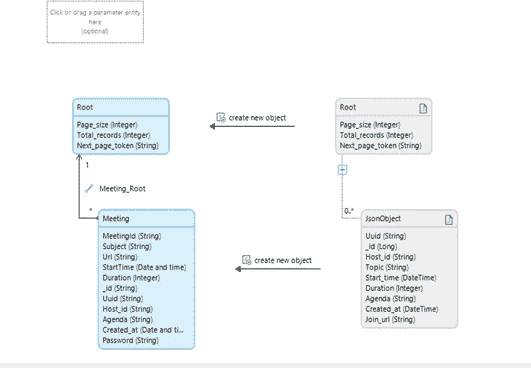 Click or drag a parameter entity
here
(optional)
Root
Page_size (Integer)
Total_records (Integer)
Next_page_token (String)
create new object
Root
Page_size (Integer)
Total_records (Integer)
Next_page_token (String)
1
Meeting_Root
*
0..*
Meeting
MeetingId (String)
Subject (String)
Url (String)
StartTime (Date and time)
Duration (Integer)
_id (String)
Uuid (String)
Host_id (String)
Agenda (String)
Created_at (Date and ti...
Password (String)
create new object
JsonObject
Uuid (String)
_id (Long)
Host_id (String)
Topic (String)
Start_time (DateTime)
Duration (Integer)
Agenda (String)
Created_at (DateTime)
Join_url (String)